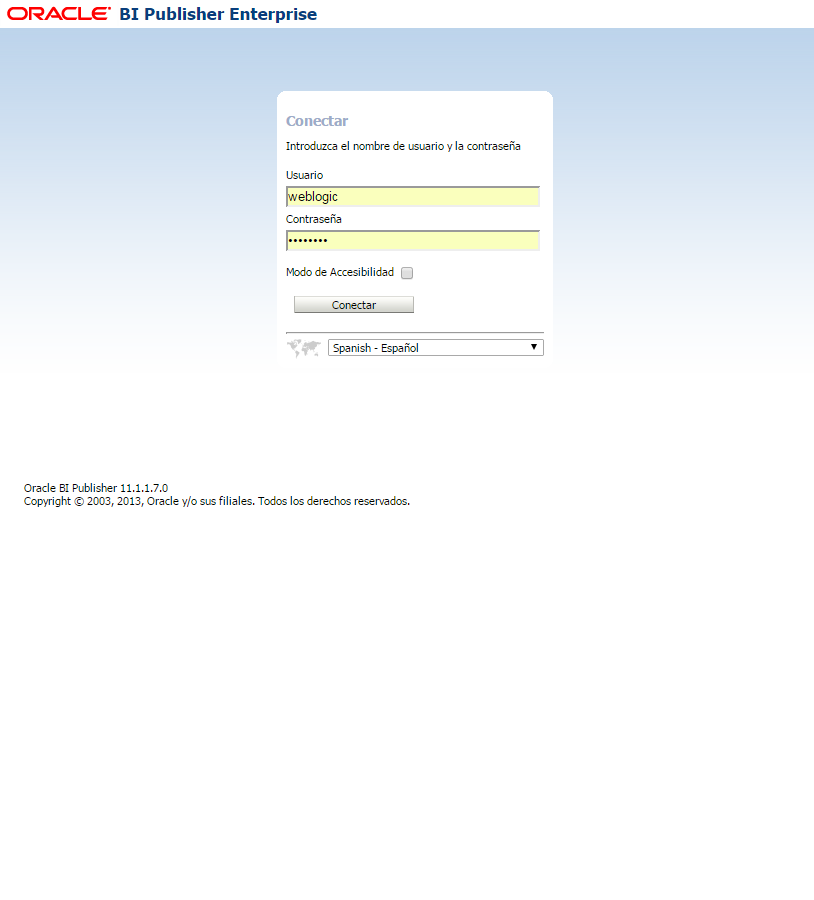 ORACLE BI Publisher Enterprise
Conectar
Introduzca el nombre de usuario y la contraseña
Usuario
weblogic
Contraseña
••••••••
Modo de Accesibilidad
Conectar
Spanish - Español
Oracle BI Publisher 11.1.1.7.0
Copyright © 2003, 2013, Oracle y/o sus filiales. Todos los derechos reservados.